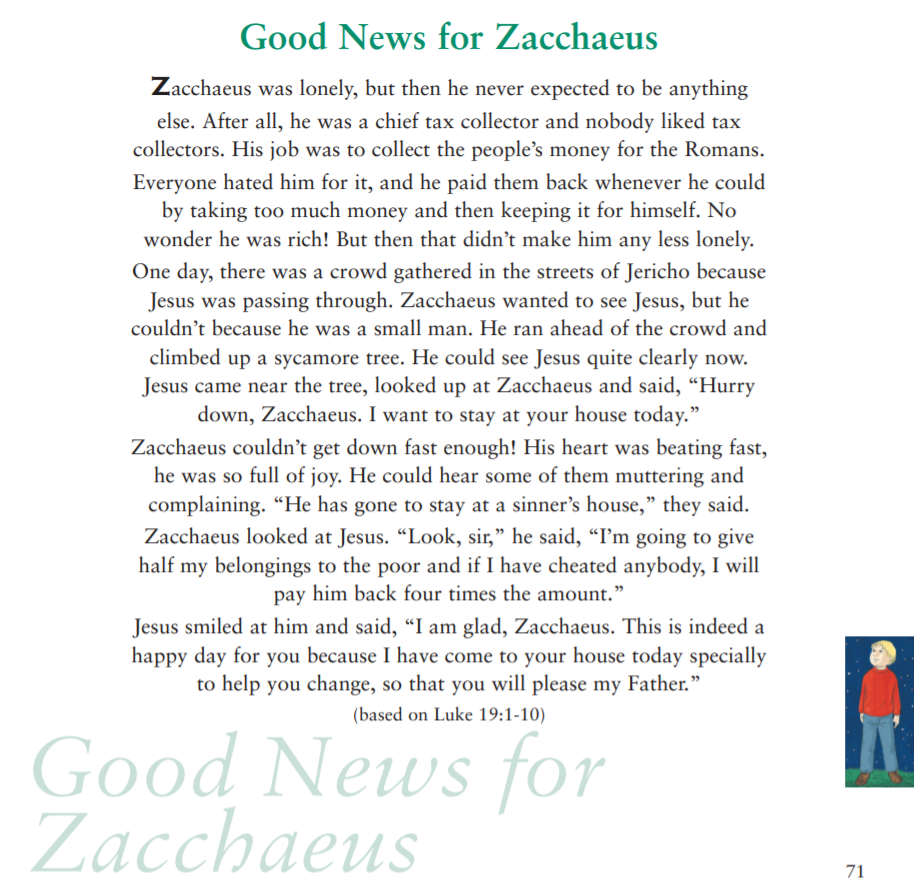 Good News for Zacchaeus
Zacchaeus was lonely, but then he never expected to be anything
else. After all, he was a chief tax collector and nobody liked tax
collectors. His job was to collect the people’s money for the Romans.
Everyone hated him for it, and he paid them back whenever he could
by taking too much money and then keeping it for himself. No
wonder he was rich! But then that didn’t make him any less lonely.
One day, there was a crowd gathered in the streets of Jericho because
Jesus was passing through. Zacchaeus wanted to see Jesus, but he
couldn’t because he was a small man. He ran ahead of the crowd and
climbed up a sycamore tree. He could see Jesus quite clearly now.
Jesus came near the tree, looked up at Zacchaeus and said, “Hurry
down, Zacchaeus. I want to stay at your house today.”
Zacchaeus couldn’t get down fast enough! His heart was beating fast,
he was so full of joy. He could hear some of them muttering and
complaining. “He has gone to stay at a sinner’s house,” they said.
Zacchaeus looked at Jesus. “Look, sir,” he said, “I’m going to give
half my belongings to the poor and if I have cheated anybody, I will
pay him back four times the amount.”
Jesus smiled at him and said, “I am glad, Zacchaeus. This is indeed a
happy day for you because I have come to your house today specially
to help you change, so that you will please my Father.”
(based on Luke 19:1-10)
Good News for
Zacchaeus
71